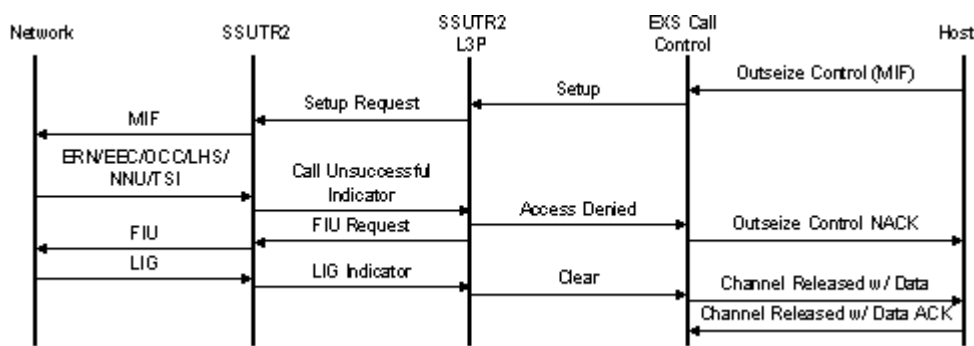 Network
SSUTR2
SSUTR2
L3P
EXS Call
Control
Host
Outseize Control (MIF)
Setup
Setup Request
MIF
ERN/EEC/OCC/LHS/
NNU/TSI
Call Unsuccessful
Indicator
Access Denied
Outseize Control NACK
FIU Request
FIU
LIG
LIG Indicator
Clear
Channel Released w/ Data
Channel Released w/ Data ACK